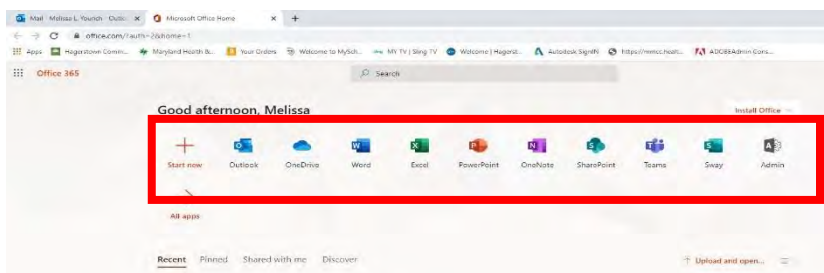 Mail - Melissa L. Yourich - Outlo
Microsoft Office Home
office.com/?auth=2&home=1
Apps
Hagerstown Comm...
Maryland Health B...
Your Orders
Welcome to MySch...
MY TV | Sling TV
Welcome | Hagerst...
Autodesk SignIN
https://mmcc.healt...
ADOBEAdmin Cons...
Office 365
Search
Good afternoon, Melissa
Install Office
Start now
Outlook
OneDrive
Word
Excel
PowerPoint
OneNote
SharePoint
Teams
Sway
Admin
All apps
Recent
Pinned
Shared with me
Discover
Upload and open...